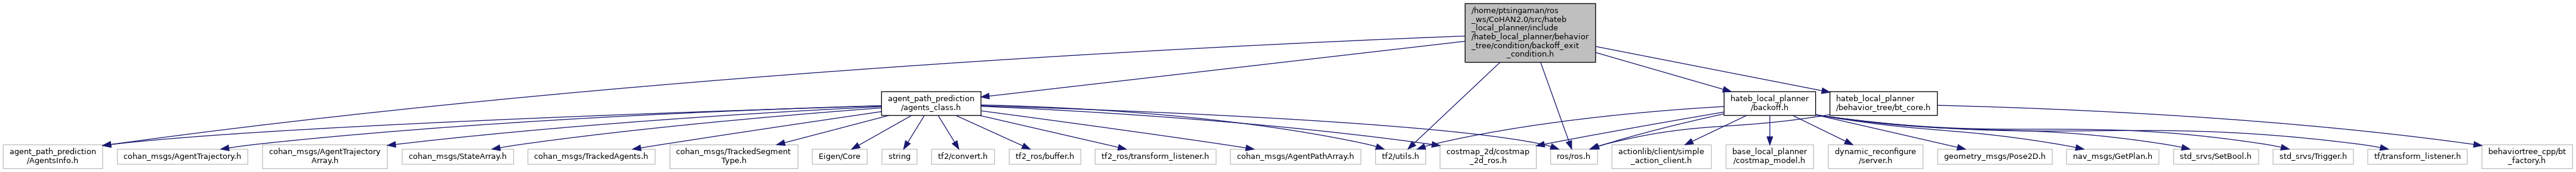 /home/ptsingaman/ros
_ws/CoHAN2.0/src/hateb
_local_planner/include
/hateb_local_planner/behavior
_tree/condition/backoff_exit
_condition.h
agent_path_prediction
/agents_class.h
hateb_local_planner
/backoff.h
hateb_local_planner
/behavior_tree/bt_core.h
agent_path_prediction
/AgentsInfo.h
cohan_msgs/AgentTrajectory.h
cohan_msgs/AgentTrajectory
Array.h
cohan_msgs/StateArray.h
cohan_msgs/TrackedAgents.h
cohan_msgs/TrackedSegment
Type.h
Eigen/Core
string
tf2/convert.h
tf2_ros/buffer.h
tf2_ros/transform_listener.h
cohan_msgs/AgentPathArray.h
tf2/utils.h
costmap_2d/costmap
_2d_ros.h
ros/ros.h
actionlib/client/simple
_action_client.h
base_local_planner
/costmap_model.h
dynamic_reconfigure
/server.h
geometry_msgs/Pose2D.h
nav_msgs/GetPlan.h
std_srvs/SetBool.h
std_srvs/Trigger.h
tf/transform_listener.h
behaviortree_cpp/bt
_factory.h